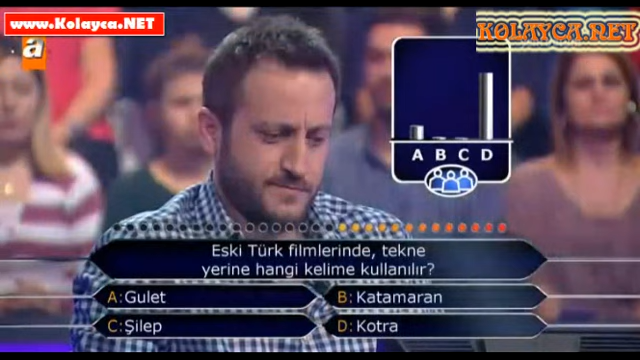 www.Kolayca.NET
KOLAYCA.NET
a
A B C D
Eski Türk filmlerinde, tekne
yerine hangi kelime kullanılır?
A: Gulet
B: Katamaran
C: Şilep
D: Kotra